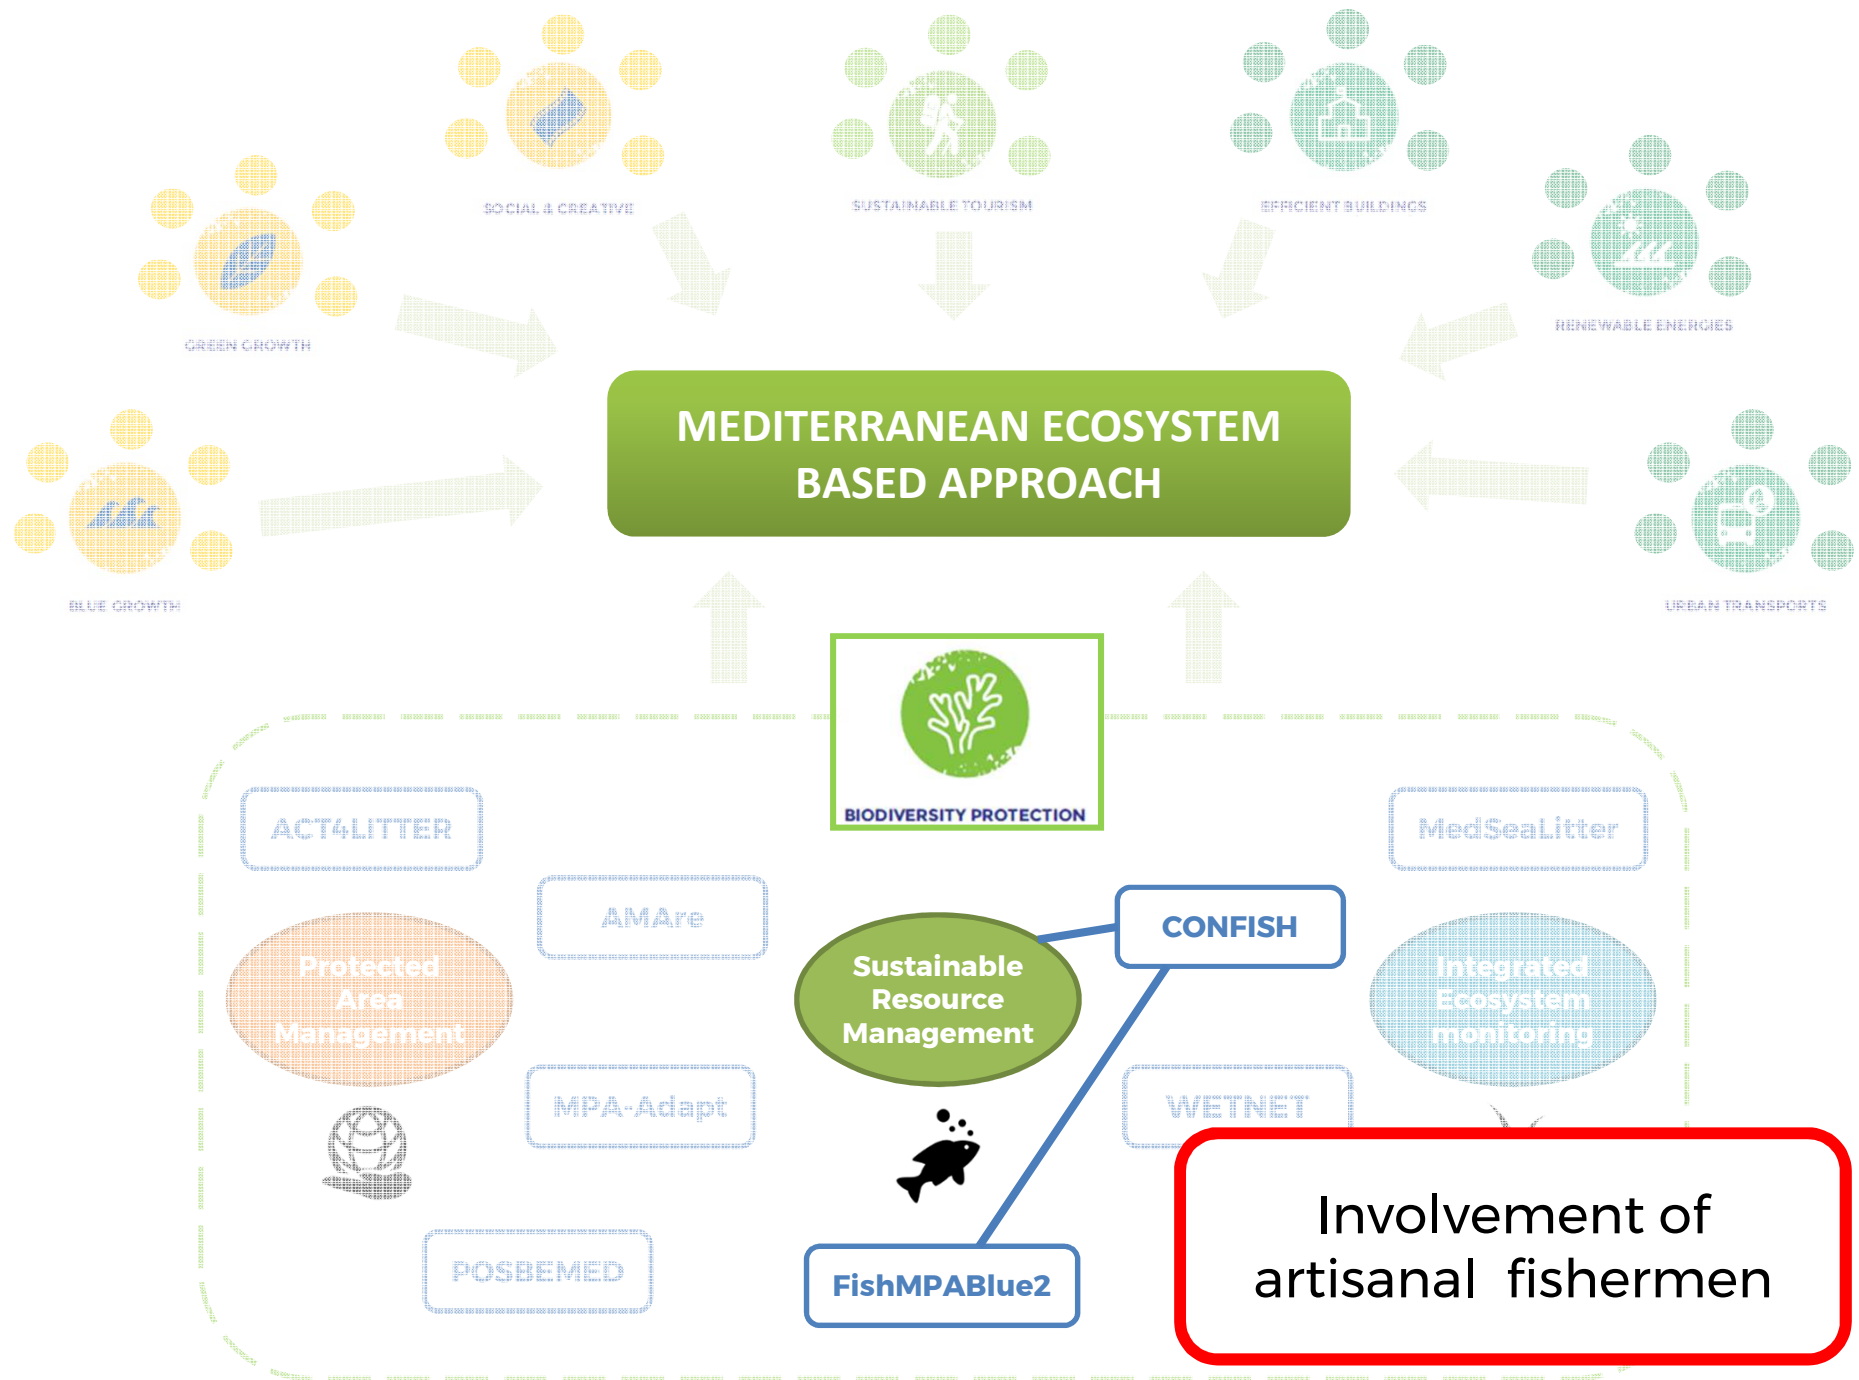 SOCIAL & CREATIVE
SUSTAINABLE TOURISM
EFFICIENT BUILDINGS
GREEN GROWTH
RENEWABLE ENERGIES
MEDITERRANEAN ECOSYSTEM
BASED APPROACH
BLUE GROWTH
URBAN TRANSPORTS
BIODIVERSITY PROTECTION
ACT4LITTER
MedSeaLitter
AMAre
CONFISH
Protected
Area
Management
Sustainable
Resource
Management
Integrated
Ecosystem
monitoring
MPA-Adapt
WETNET
POSBEMED
FishMPABlue2
Involvement of
artisanal fishermen